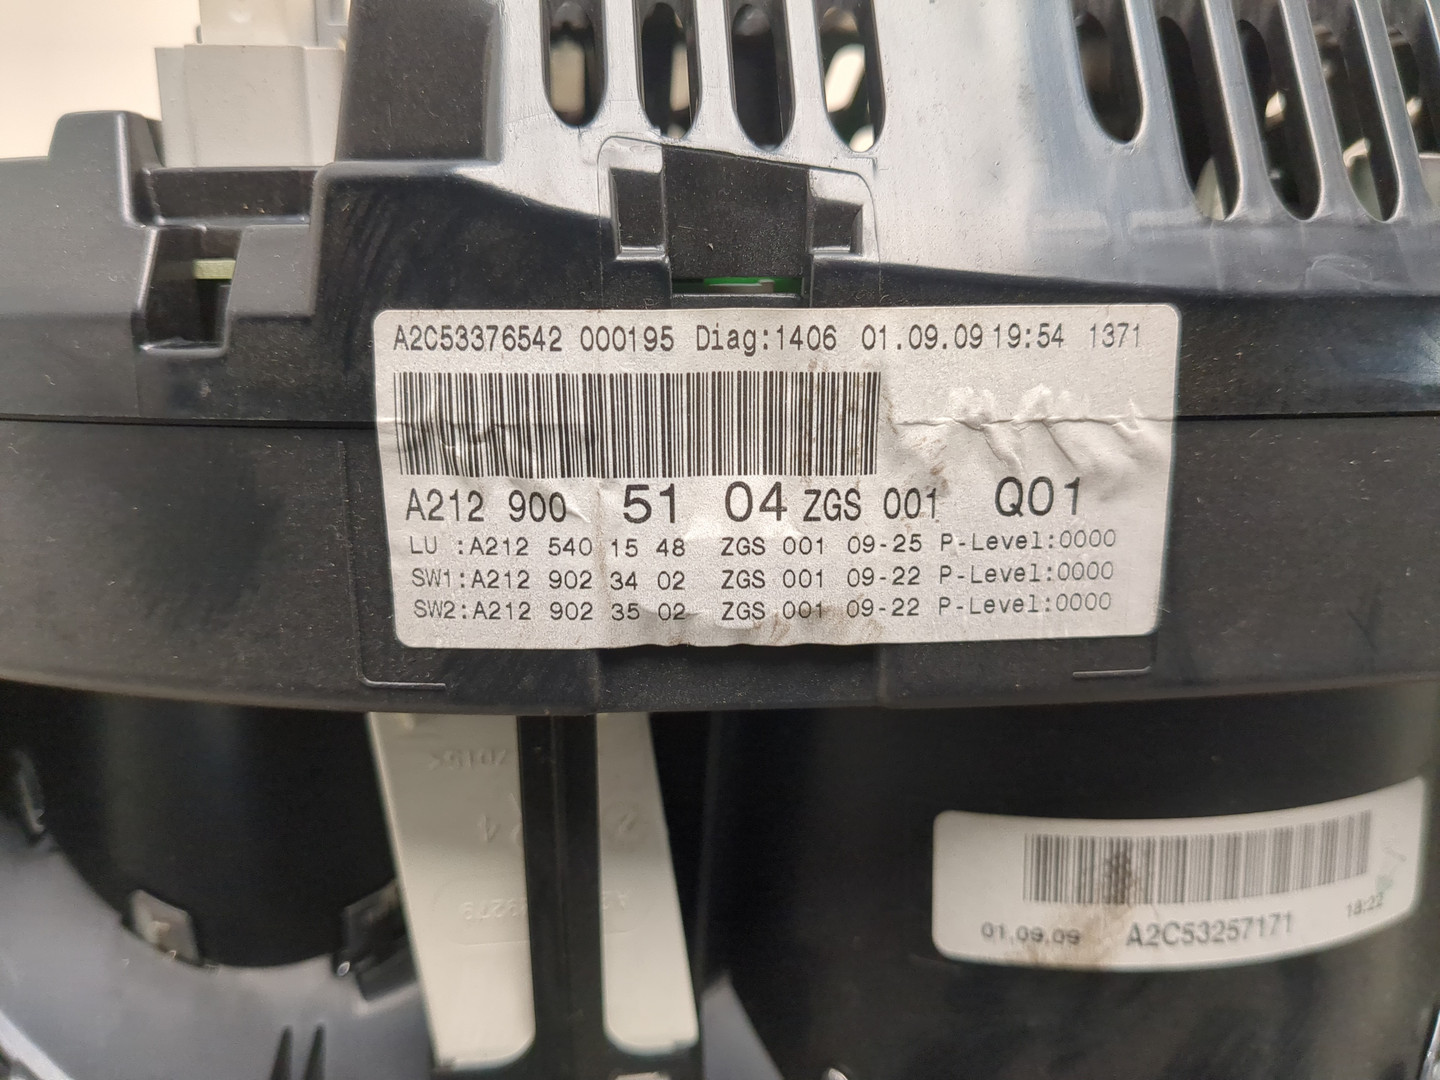 A2C53376542 000195 Diag:1406 01.09.09 19:54 1371
A212 900 51 04 ZGS 001 Q01
LU :A212 540 15 48 ZGS 001 09-25 P-Level:0000
SW1:A212 902 34 02 ZGS 001 09-22 P-Level:0000
SW2:A212 902 35 02 ZGS 001 09-22 P-Level:0000
01.09.09 A2C53257171 18:22